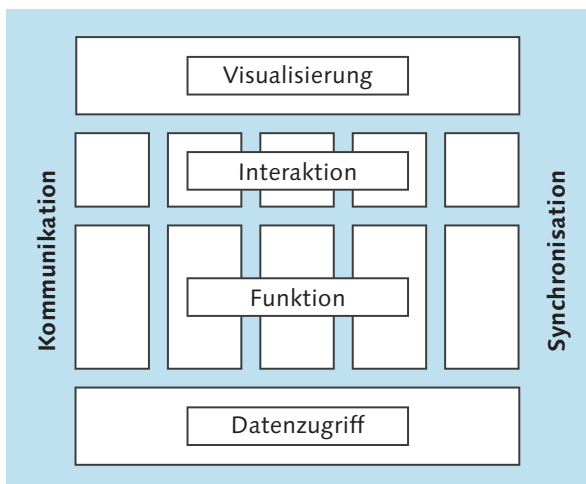 Visualisierung
Kommunikation
Interaktion
Synchronisation
Funktion
Datenzugriff